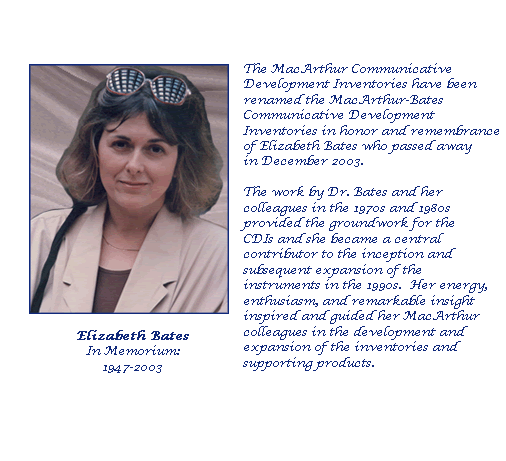 The MacArthur Communicative
Development Inventories have been
renamed the MacArthur-Bates
Communicative Development
Inventories in honor and remembrance
of Elizabeth Bates who passed away
in December 2003.
The work by Dr. Bates and her
colleagues in the 1970s and 1980s
provided the groundwork for the
CDIs and she became a central
contributor to the inception and
subsequent expansion of the
instruments in the 1990s. Her energy,
enthusiasm, and remarkable insight
inspired and guided her MacArthur
colleagues in the development and
expansion of the inventories and
supporting products.
Elizabeth Bates
In Memorium:
1947-2003